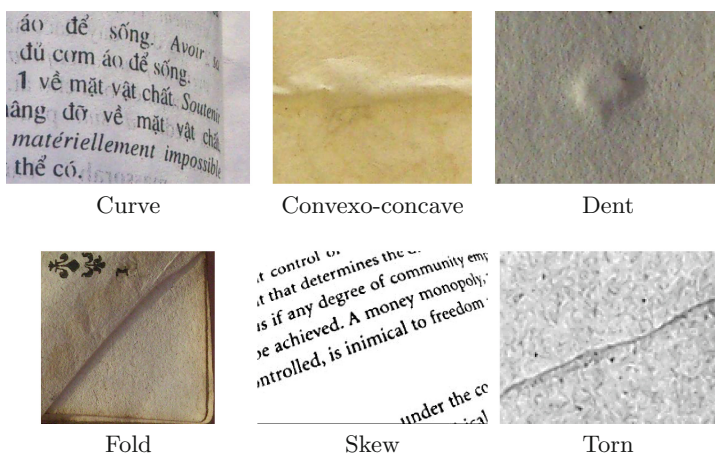 áo để sống. Avoir
đủ cơm áo để sống.
1 về mặt vật chất. Soutenir
nâng đỡ về mặt vật chất
matériellement impossible
thể có.
Curve
Convexo-concave
Dent
control
that determines the
us if any degree of community
be achieved. A money monopoly,
ontrolled, is inimical to freedom
under the co
Fold
Skew
Torn